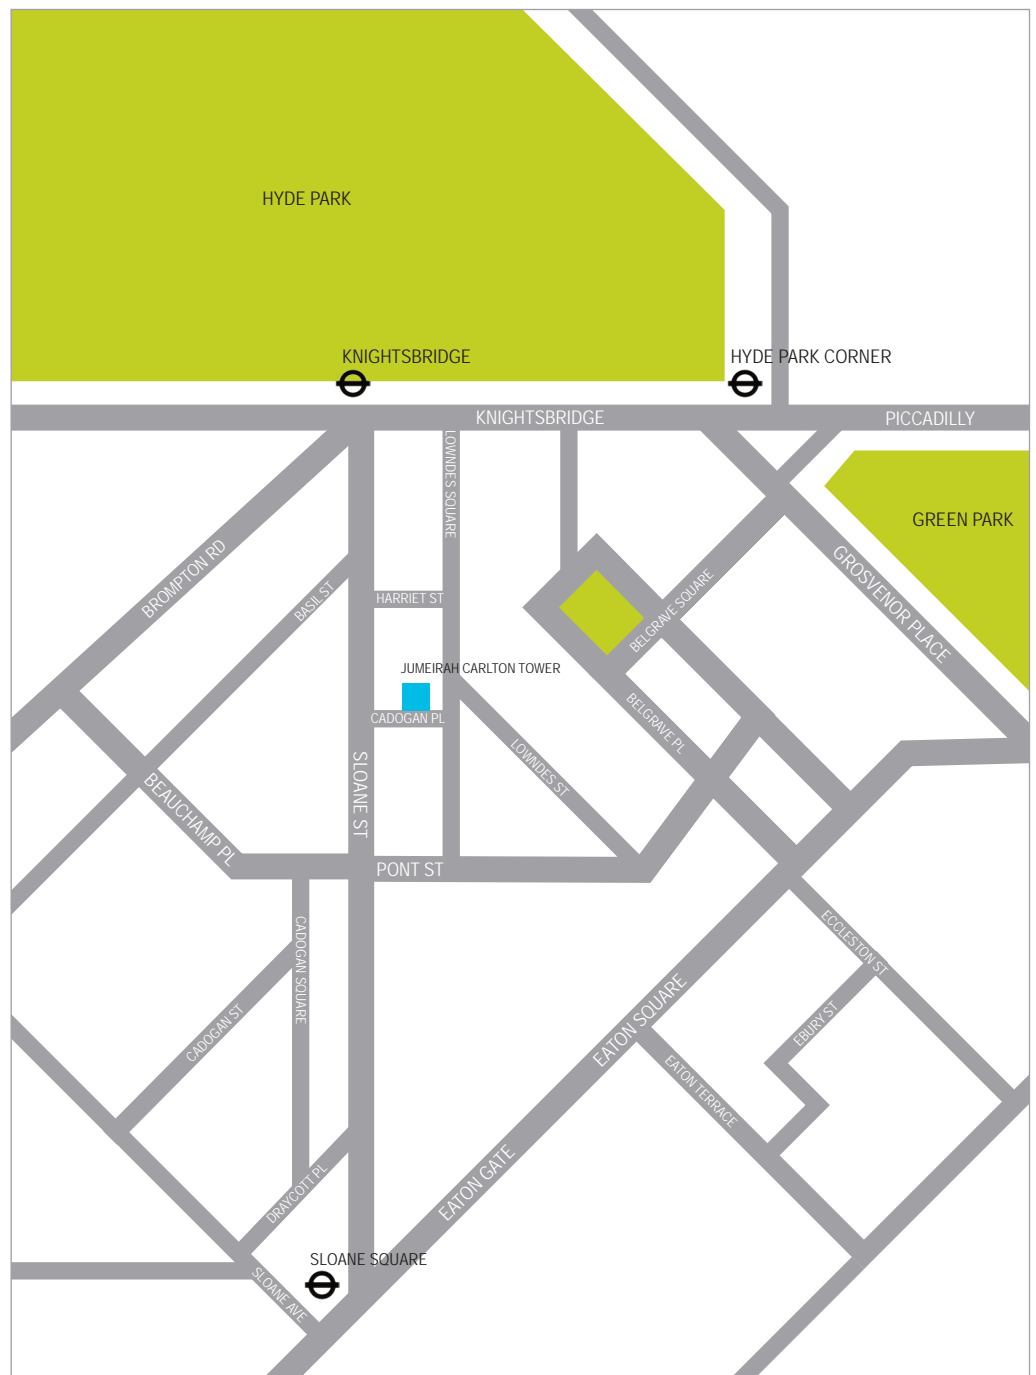 HYDE PARK
KNIGHTSBRIDGE
HYDE PARK CORNER
KNIGHTSBRIDGE
PICCADILLY
LOWNDES SQUARE
GREEN PARK
BROMPTON RD
BASIL ST
HARRIET ST
BELGRAVE SQUARE
GROSVENOR PLACE
JUMEIRAH CARLTON TOWER
CADOGAN PL
BELGRAVE PL
LOWNDES ST
SLOANE ST
BEAUCHAMP PL
PONT ST
CADOGAN SQUARE
ECCLESTON ST
CADOGAN ST
EATON SQUARE
EBURY ST
EATON TERRACE
DRAYCOTT PL
EATON GATE
SLOANE SQUARE
SLOANE AVE